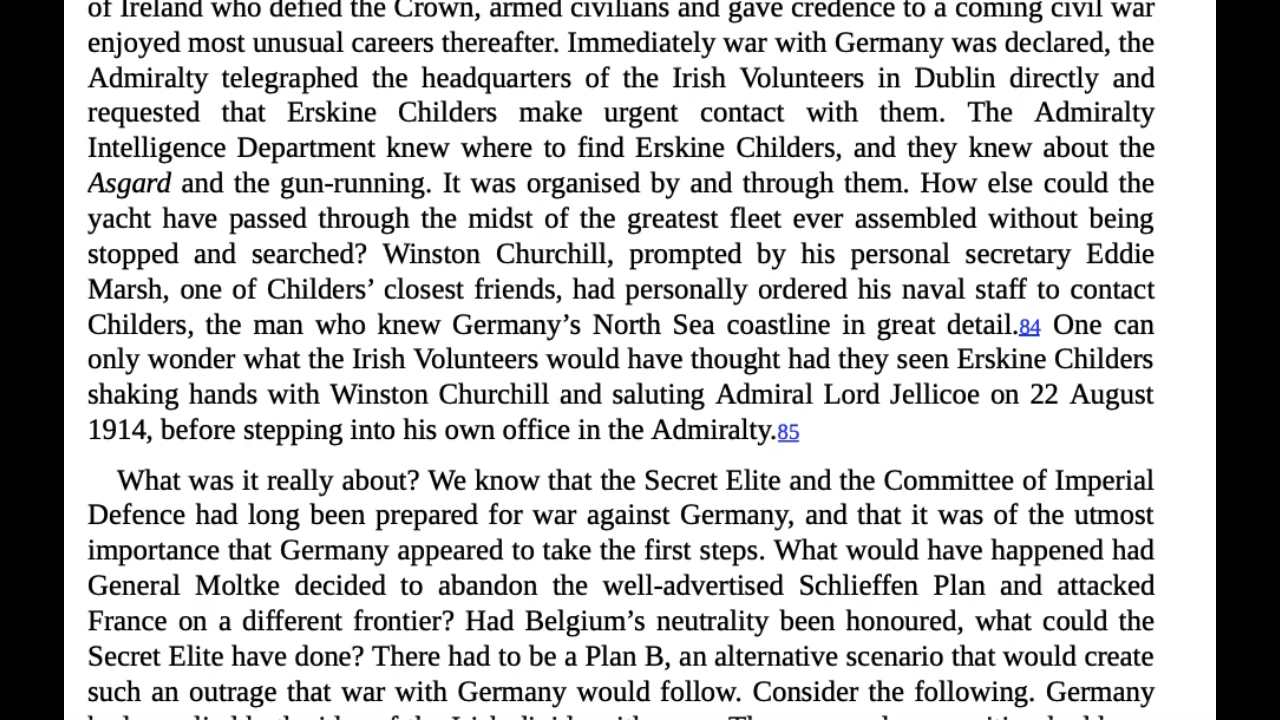 of Ireland who defied the Crown, armed civilians and gave credence to a coming civil war
enjoyed most unusual careers thereafter. Immediately war with Germany was declared, the
Admiralty telegraphed the headquarters of the Irish Volunteers in Dublin directly and
requested that Erskine Childers make urgent contact with them. The Admiralty
Intelligence Department knew where to find Erskine Childers, and they knew about the
Asgard and the gun-running. It was organised by and through them. How else could the
yacht have passed through the midst of the greatest fleet ever assembled without being
stopped and searched? Winston Churchill, prompted by his personal secretary Eddie
Marsh, one of Childers’ closest friends, had personally ordered his naval staff to contact
Childers, the man who knew Germany’s North Sea coastline in great detail.84 One can
only wonder what the Irish Volunteers would have thought had they seen Erskine Childers
shaking hands with Winston Churchill and saluting Admiral Lord Jellicoe on 22 August
1914, before stepping into his own office in the Admiralty.85
What was it really about? We know that the Secret Elite and the Committee of Imperial
Defence had long been prepared for war against Germany, and that it was of the utmost
importance that Germany appeared to take the first steps. What would have happened had
General Moltke decided to abandon the well-advertised Schlieffen Plan and attacked
France on a different frontier? Had Belgium’s neutrality been honoured, what could the
Secret Elite have done? There had to be a Plan B, an alternative scenario that would create
such an outrage that war with Germany would follow. Consider the following. Germany